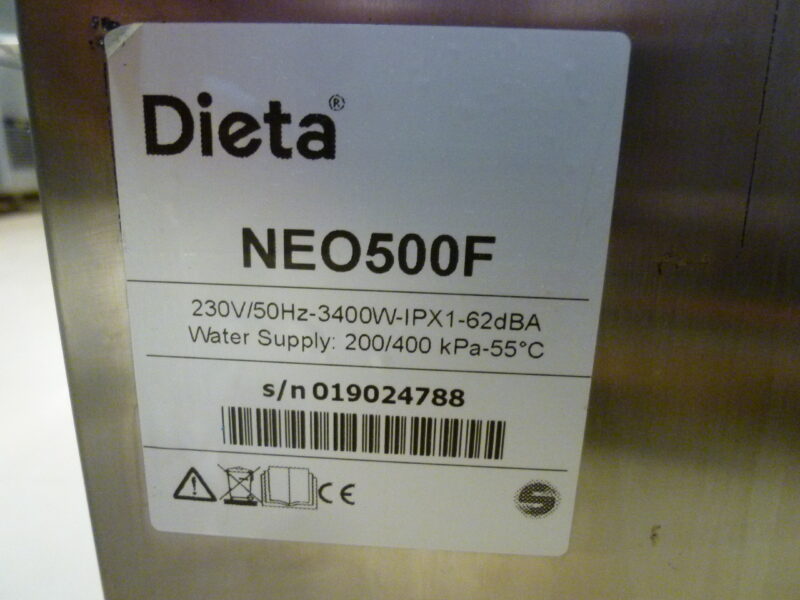 Dieta®
NEO500F
230V/50Hz-3400W-IPX1-62dBA
Water Supply: 200/400 kPa-55°C
s/n 019024788
CE
S